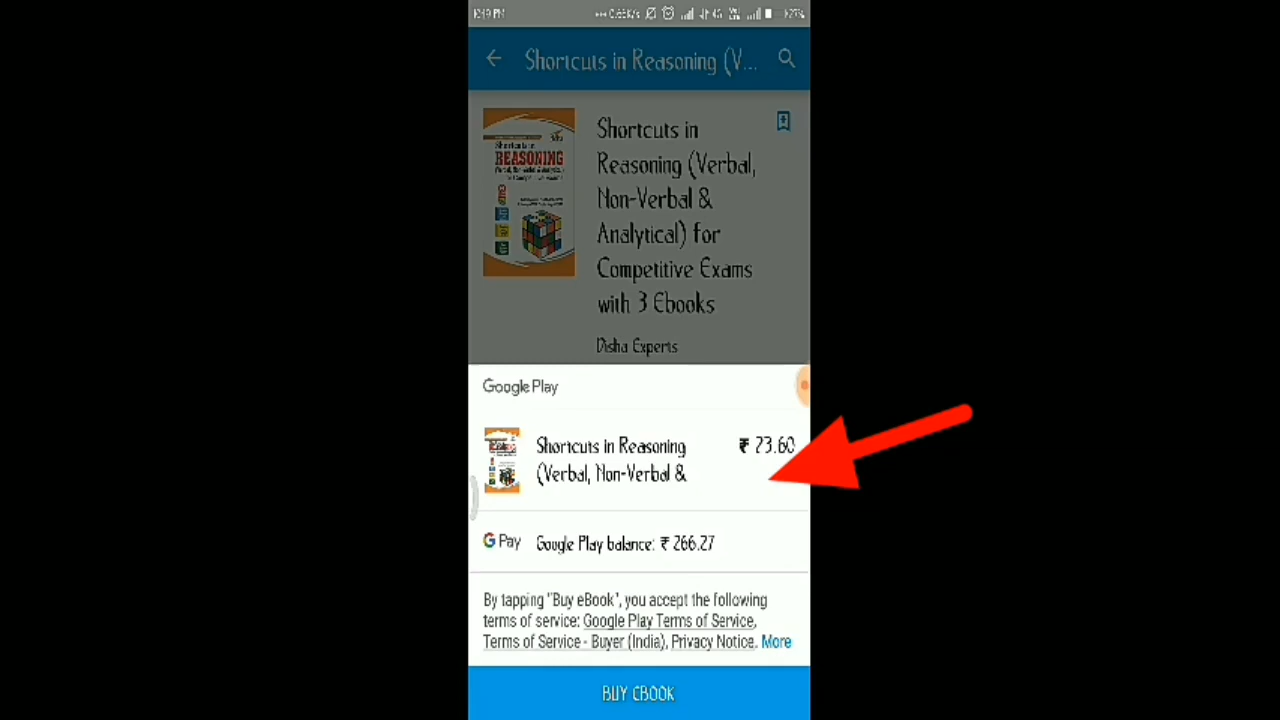 Shortcuts in Reasoning (V...
Shortcuts in
REASONING
Shortcuts in
Reasoning (Verbal,
Non-Verbal &
Analytical) for
Competitive Exams
with 3 Ebooks
Disha Experts
Google Play
Shortcuts in Reasoning
(Verbal, Non-Verbal &
₹ 23.60
G Pay
Google Play balance: ₹ 266.27
By tapping "Buy eBook", you accept the following
terms of service: Google Play Terms of Service,
Terms of Service - Buyer (India), Privacy Notice. More
BUY EBOOK